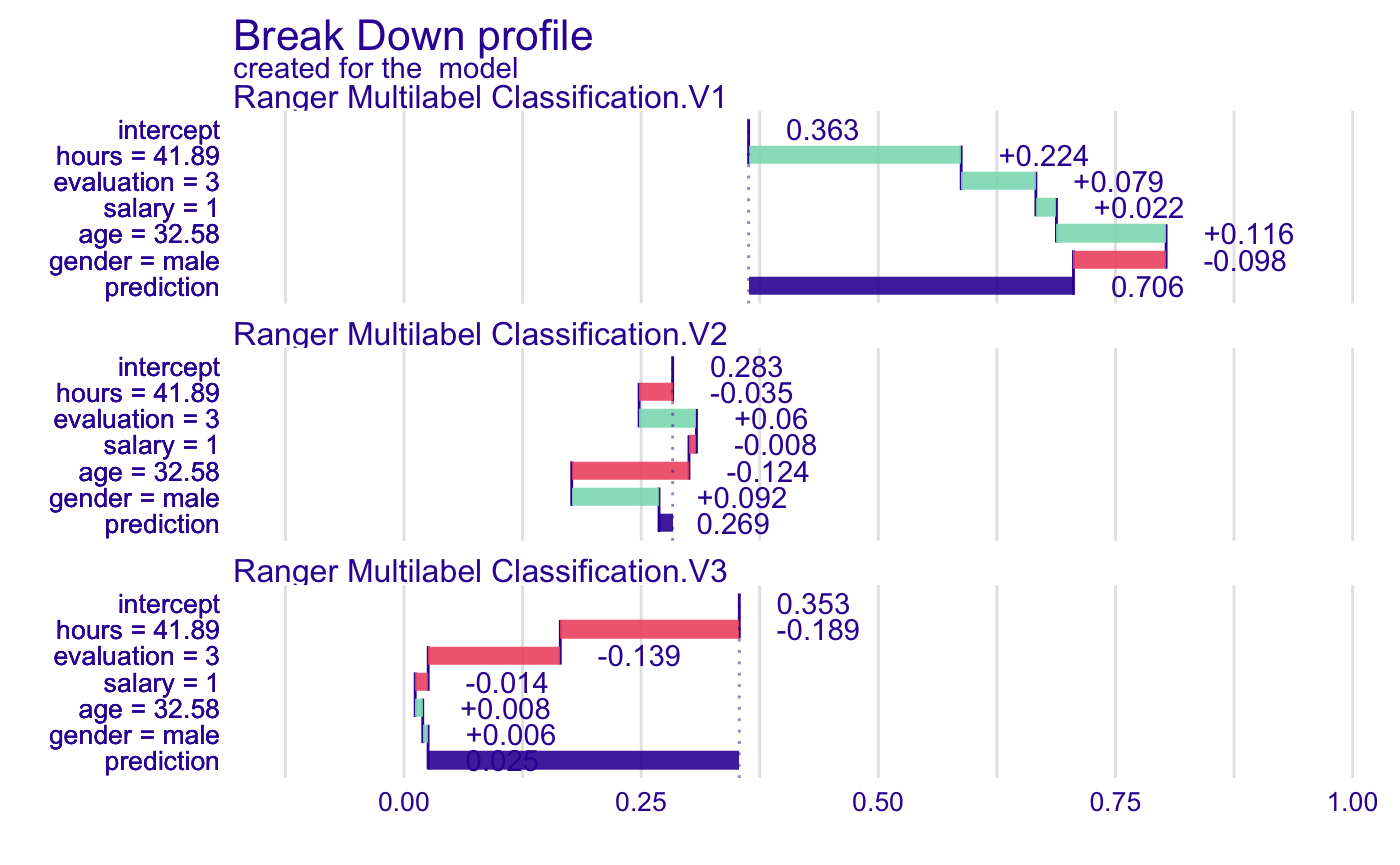 Break Down profile
created for the  model
Ranger Multilabel Classification.V1
intercept 0.363
hours = 41.89 +0.224
evaluation = 3 +0.079
salary = 1 +0.022
age = 32.58 +0.116
gender = male -0.098
prediction 0.706
Ranger Multilabel Classification.V2
intercept 0.283
hours = 41.89 -0.035
evaluation = 3 +0.06
salary = 1 -0.008
age = 32.58 -0.124
gender = male +0.092
prediction 0.269
Ranger Multilabel Classification.V3
intercept 0.353
hours = 41.89 -0.189
evaluation = 3 -0.139
salary = 1 -0.014
age = 32.58 +0.008
gender = male +0.006
prediction 0.025
0.00 0.25 0.50 0.75 1.00